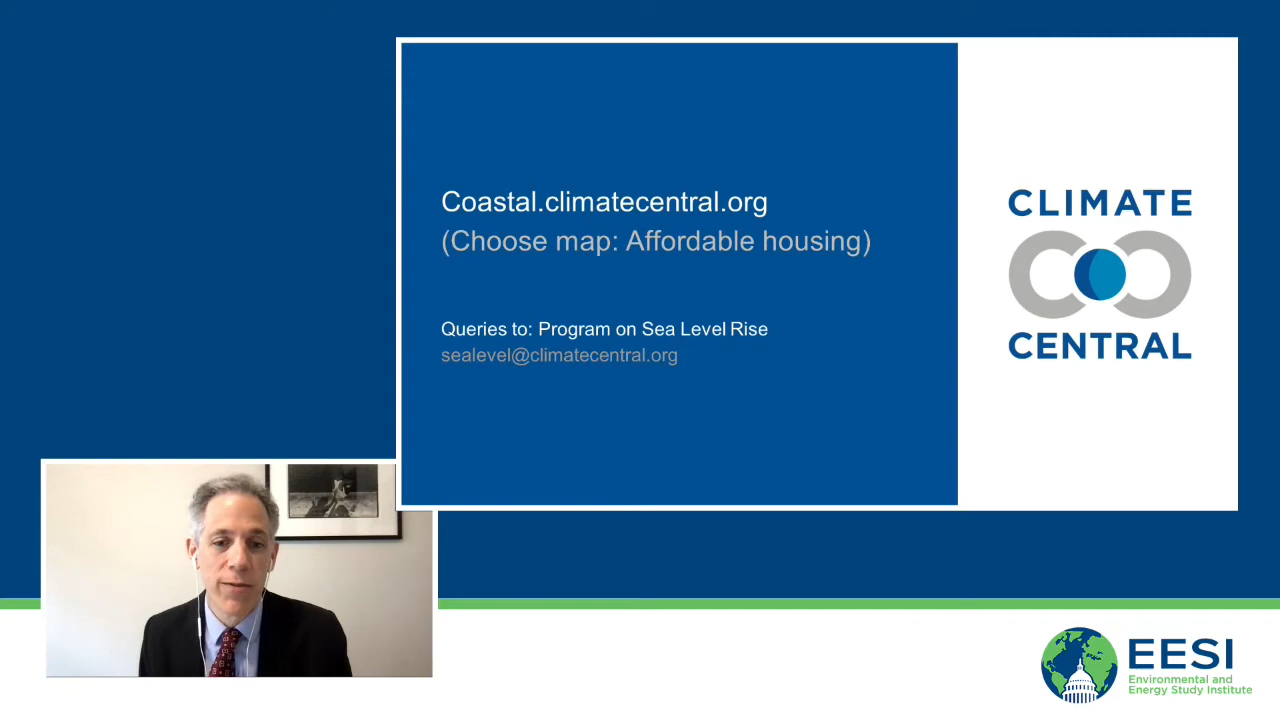 Coastal.climatecentral.org
(Choose map: Affordable housing)
Queries to: Program on Sea Level Rise
sealevel@climatecentral.org
CLIMATE
CENTRAL
EESI
Environmental and
Energy Study Institute